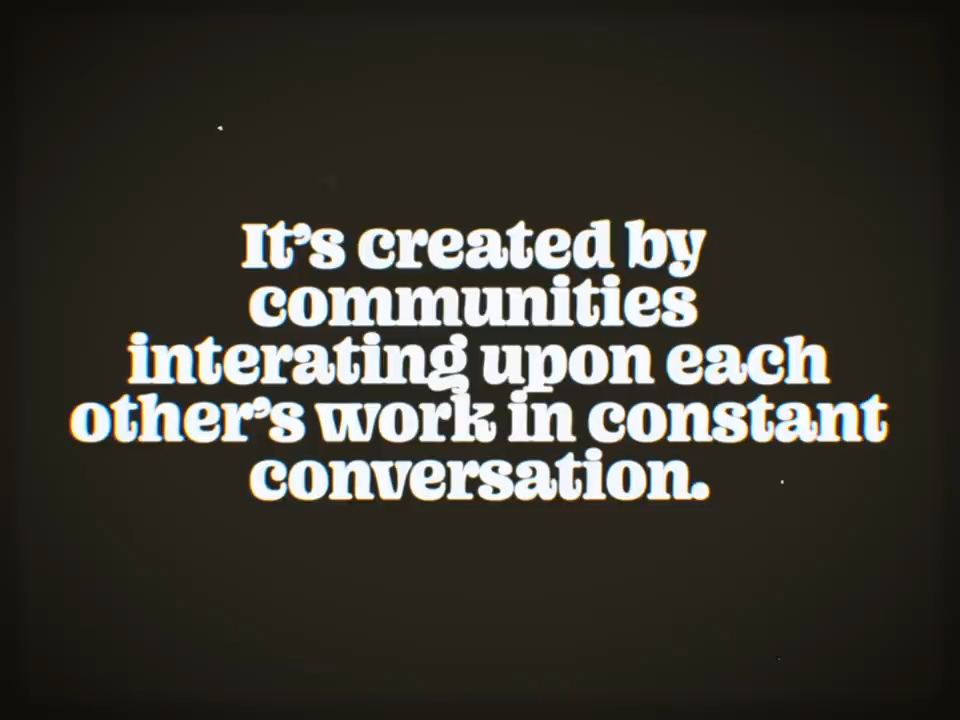 It’s created by
communities
interating upon each
other’s work in constant
conversation.